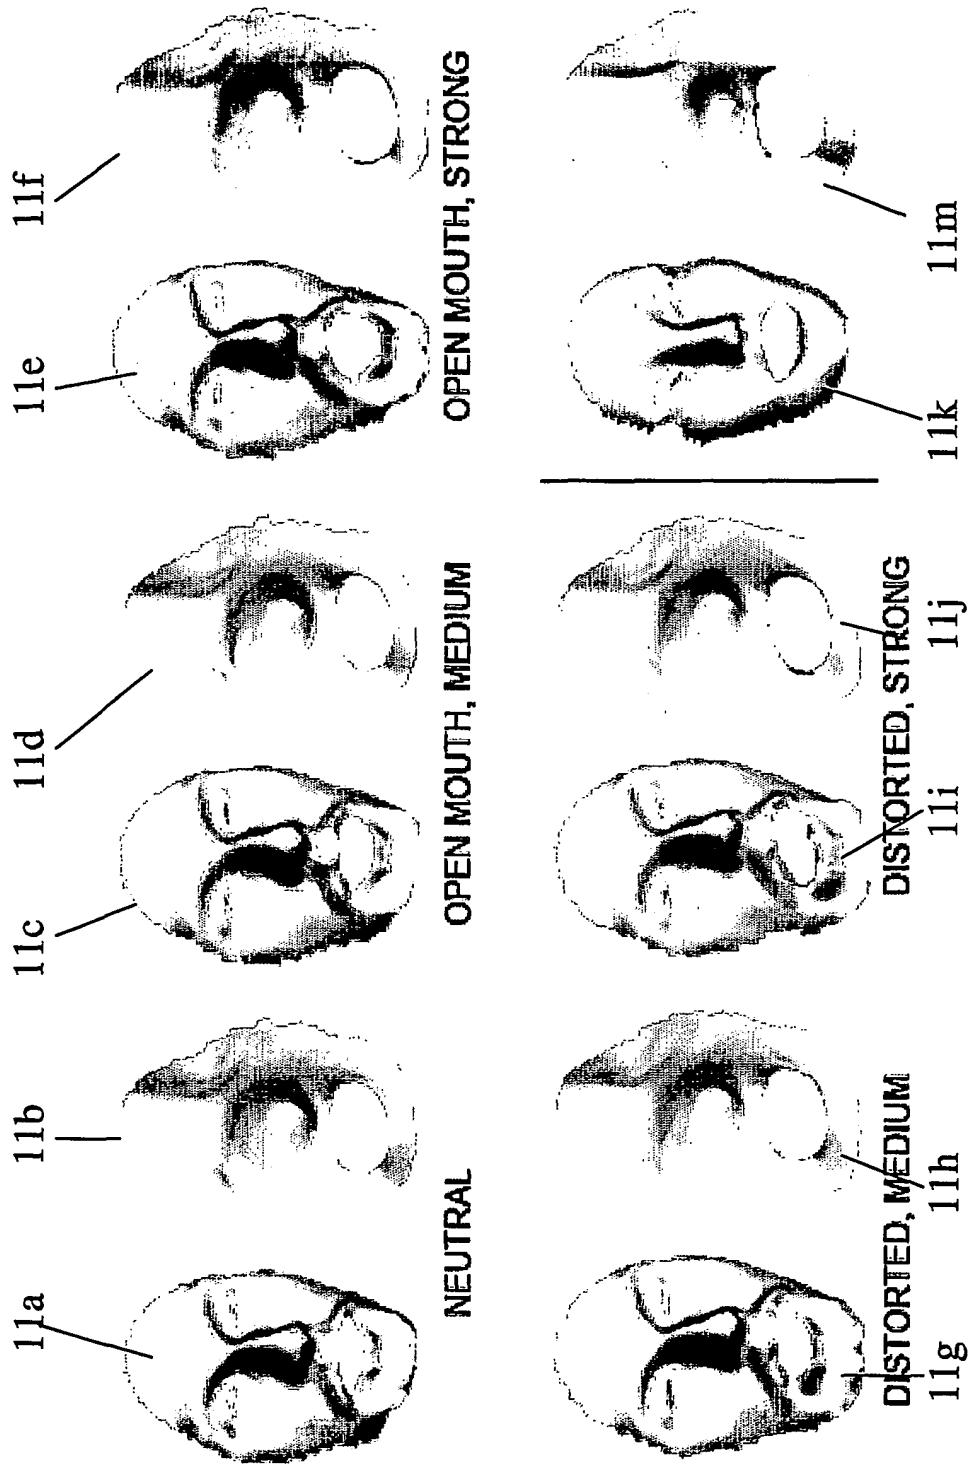 11a
11b
11c
11d
11e
11f
NEUTRAL
OPEN MOUTH, MEDIUM
OPEN MOUTH, STRONG
DISTORTED, MEDIUM
DISTORTED, STRONG
11g
11h
11i
11j
11k
11m